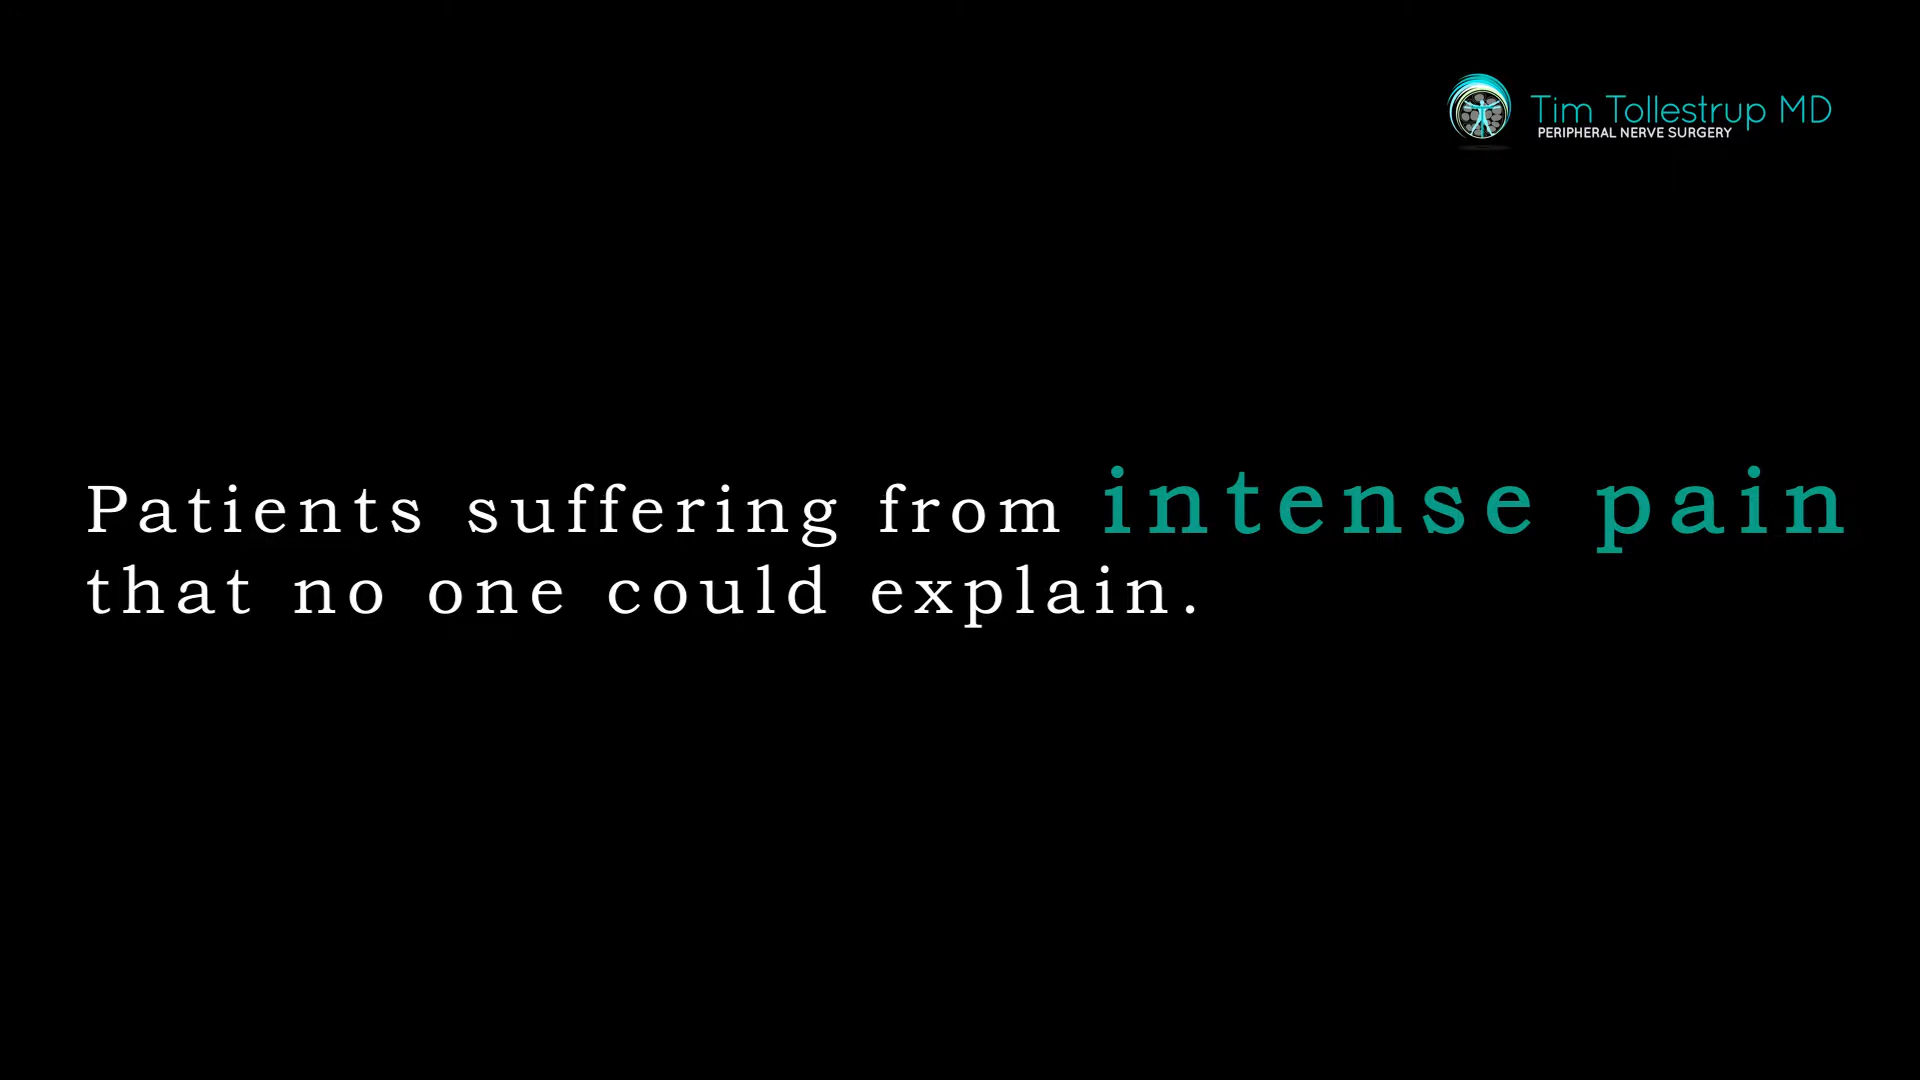 Tim Tollestrup MD
PERIPHERAL NERVE SURGERY
Patients suffering from intense pain
that no one could explain.